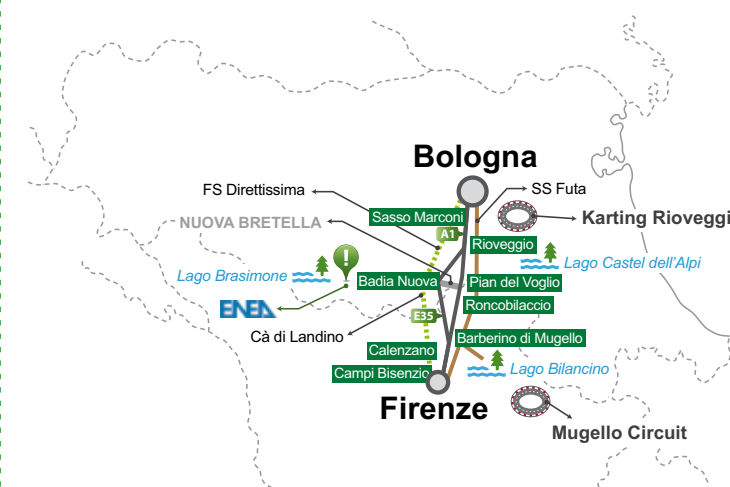 Bologna
FS Direttissima
SS Futa
Sasso Marconi
NUOVA BRETELLA
Karting Rioveggi
A1
Rioveggio
Lago Castel dell'Alpi
Lago Brasimone
Badia Nuova
Pian del Voglio
ENEA
Roncobilaccio
E35
Cà di Landino
Barberino di Mugello
Calenzano
Lago Bilancino
Campi Bisenzio
Firenze
Mugello Circuit